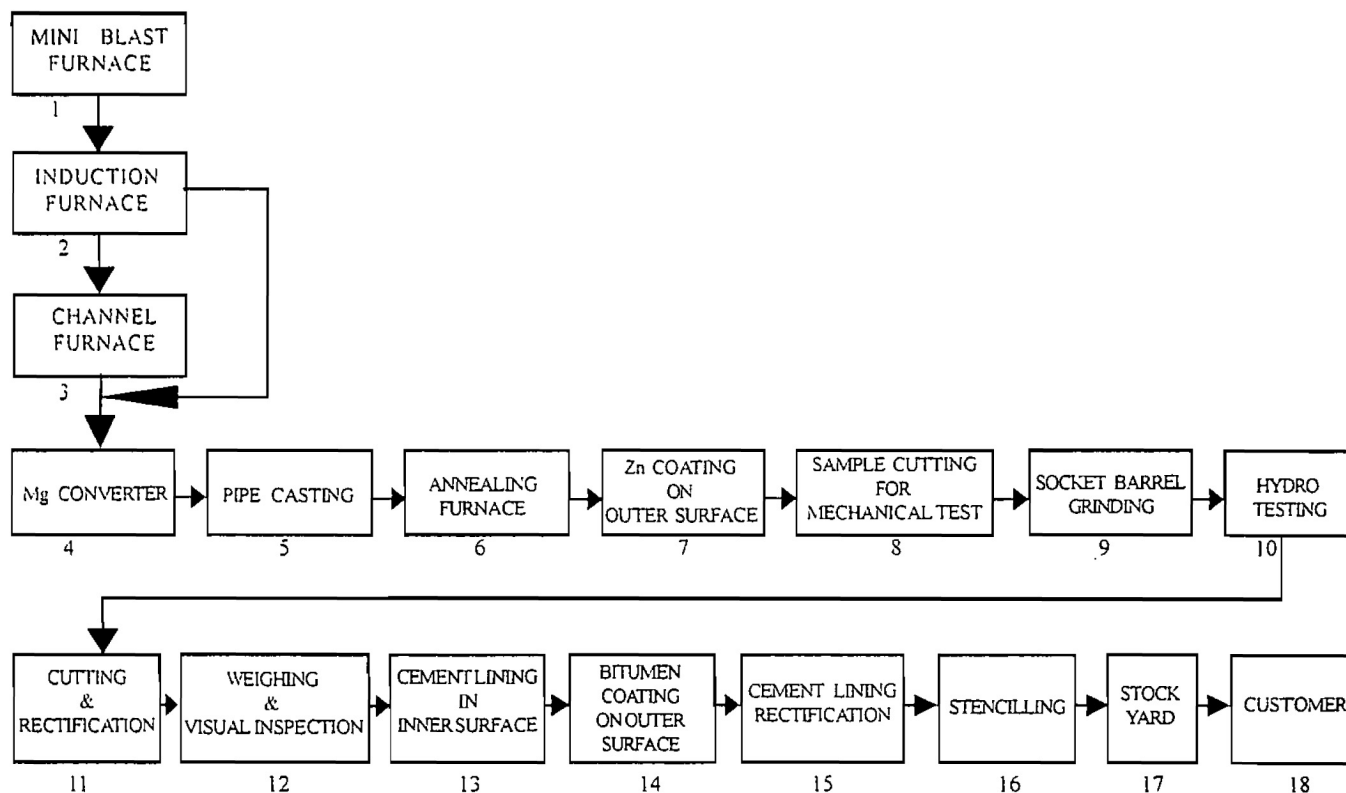 MINI BLAST
FURNACE
1
INDUCTION
FURNACE
2
CHANNEL
FURNACE
3
Mg CONVERTER
4
PIPE CASTING
5
ANNEALING
FURNACE
6
Zn COATING
ON
OUTER SURFACE
7
SAMPLE CUTTING
FOR
MECHANICAL TEST
8
SOCKET BARREL
GRINDING
9
HYDRO
TESTING
10
CUTTING
&
RECTIFICATION
11
WEIGHING
&
VISUAL INSPECTION
12
CEMENT LINING
IN
INNER SURFACE
13
BITUMEN
COATING
ON OUTER
SURFACE
14
CEMENT LINING
RECTIFICATION
15
STENCILLING
16
STOCK
YARD
17
CUSTOMER
18